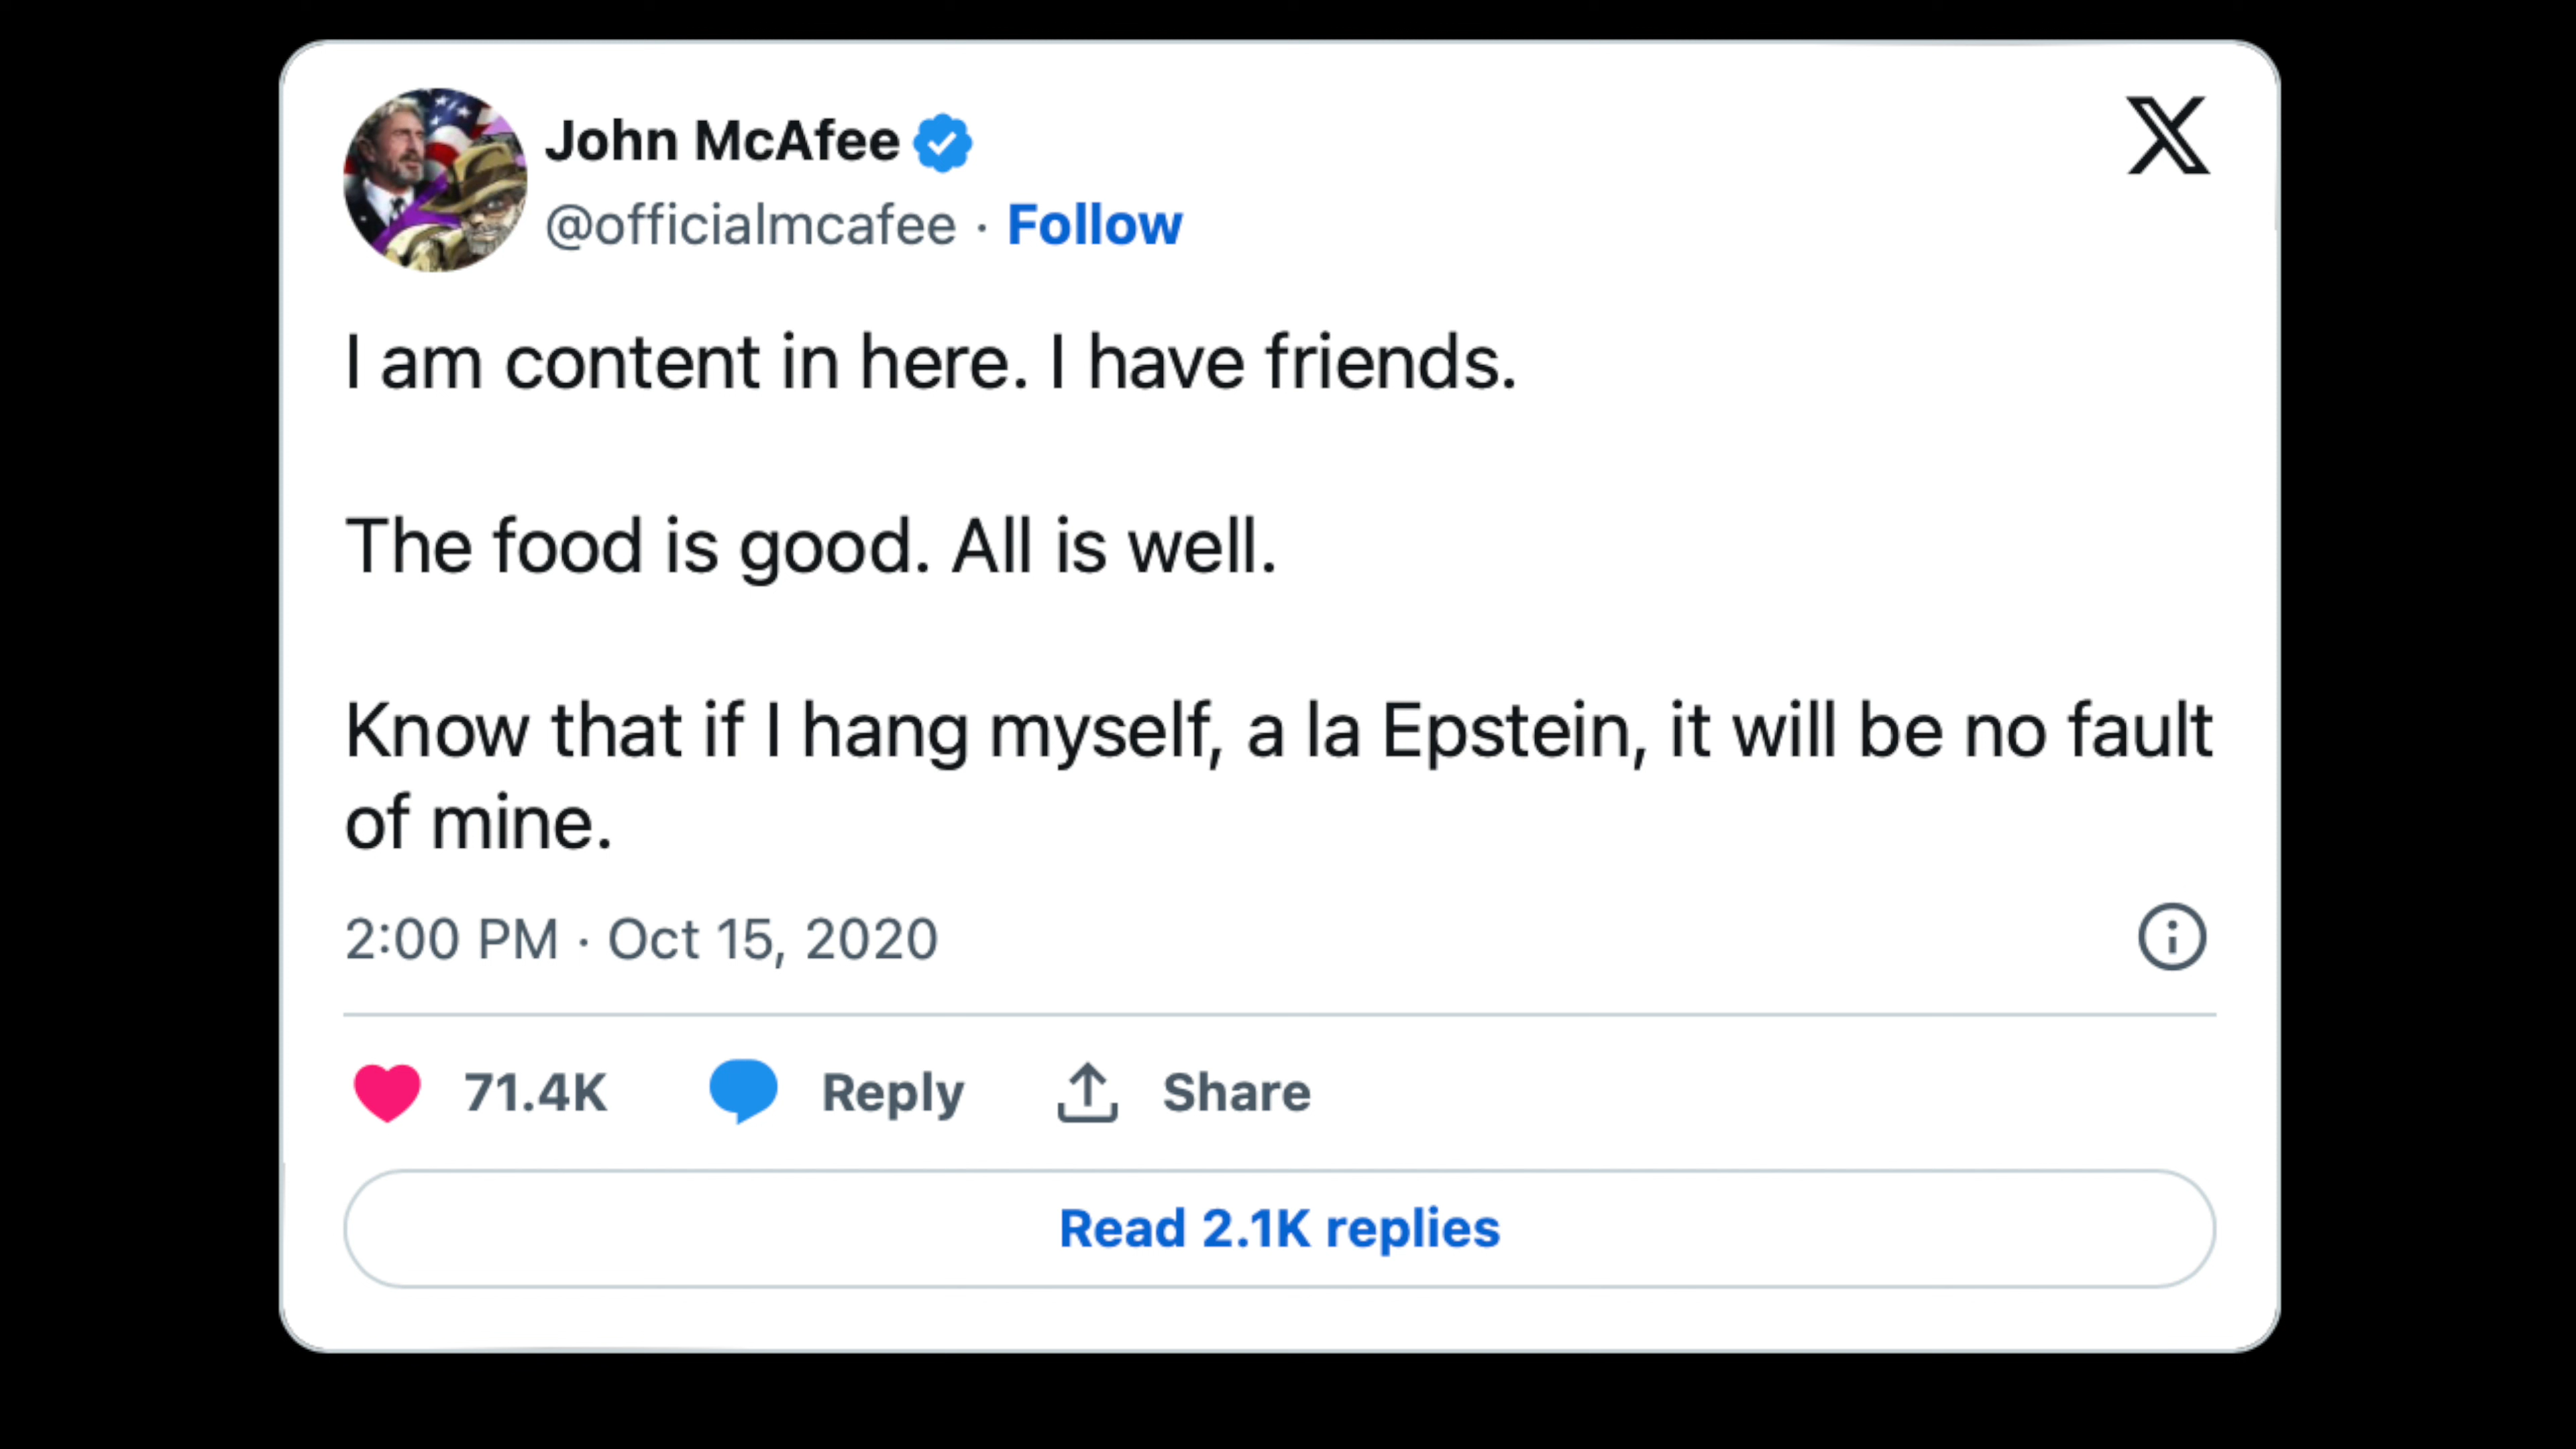 John McAfee
@officialmcafee · Follow
I am content in here. I have friends.
The food is good. All is well.
Know that if I hang myself, a la Epstein, it will be no fault
of mine.
2:00 PM · Oct 15, 2020
71.4K Reply Share
Read 2.1K replies